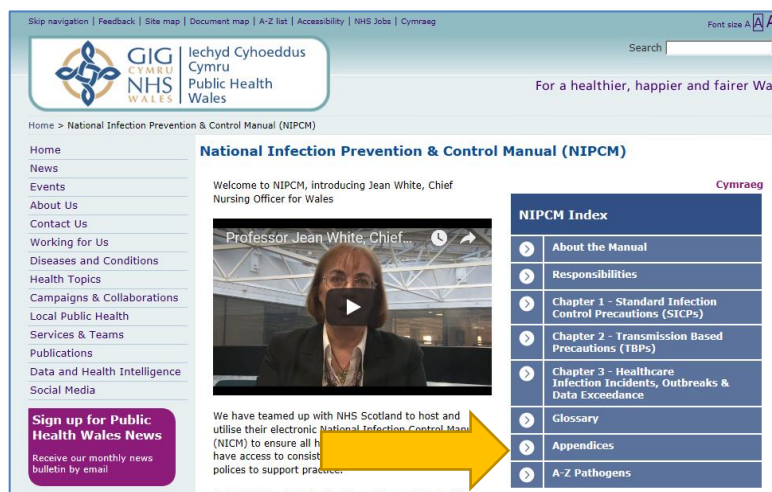 Skip navigation | Feedback | Site map | Document map | A-Z list | Accessibility | NHS Jobs | Cymraeg
Font size A A A
Search
GIG
CYMRU
NHS
WALES
Iechyd Cyhoeddus
Cymru
Public Health
Wales
For a healthier, happier and fairer Wa
Home > National Infection Prevention & Control Manual (NIPCM)
Home
News
Events
About Us
Contact Us
Working for Us
Diseases and Conditions
Health Topics
Campaigns & Collaborations
Local Public Health
Services & Teams
Publications
Data and Health Intelligence
Social Media
Sign up for Public
Health Wales News
Receive our monthly news
bulletin by email
National Infection Prevention & Control Manual (NIPCM)
Welcome to NIPCM, introducing Jean White, Chief
Nursing Officer for Wales
Professor Jean White, Chief...
We have teamed up with NHS Scotland to host and
utilise their electronic National Infection Control
(NICM) to ensure all
have access to
polices to support practice.
Cymraeg
NIPCM Index
About the Manual
Responsibilities
Chapter 1 - Standard Infection
Control Precautions (SICPs)
Chapter 2 - Transmission Based
Precautions (TBPs)
Chapter 3 - Healthcare
Infection Incidents, Outbreaks &
Data Exceedance
Glossary
Appendices
A-Z Pathogens